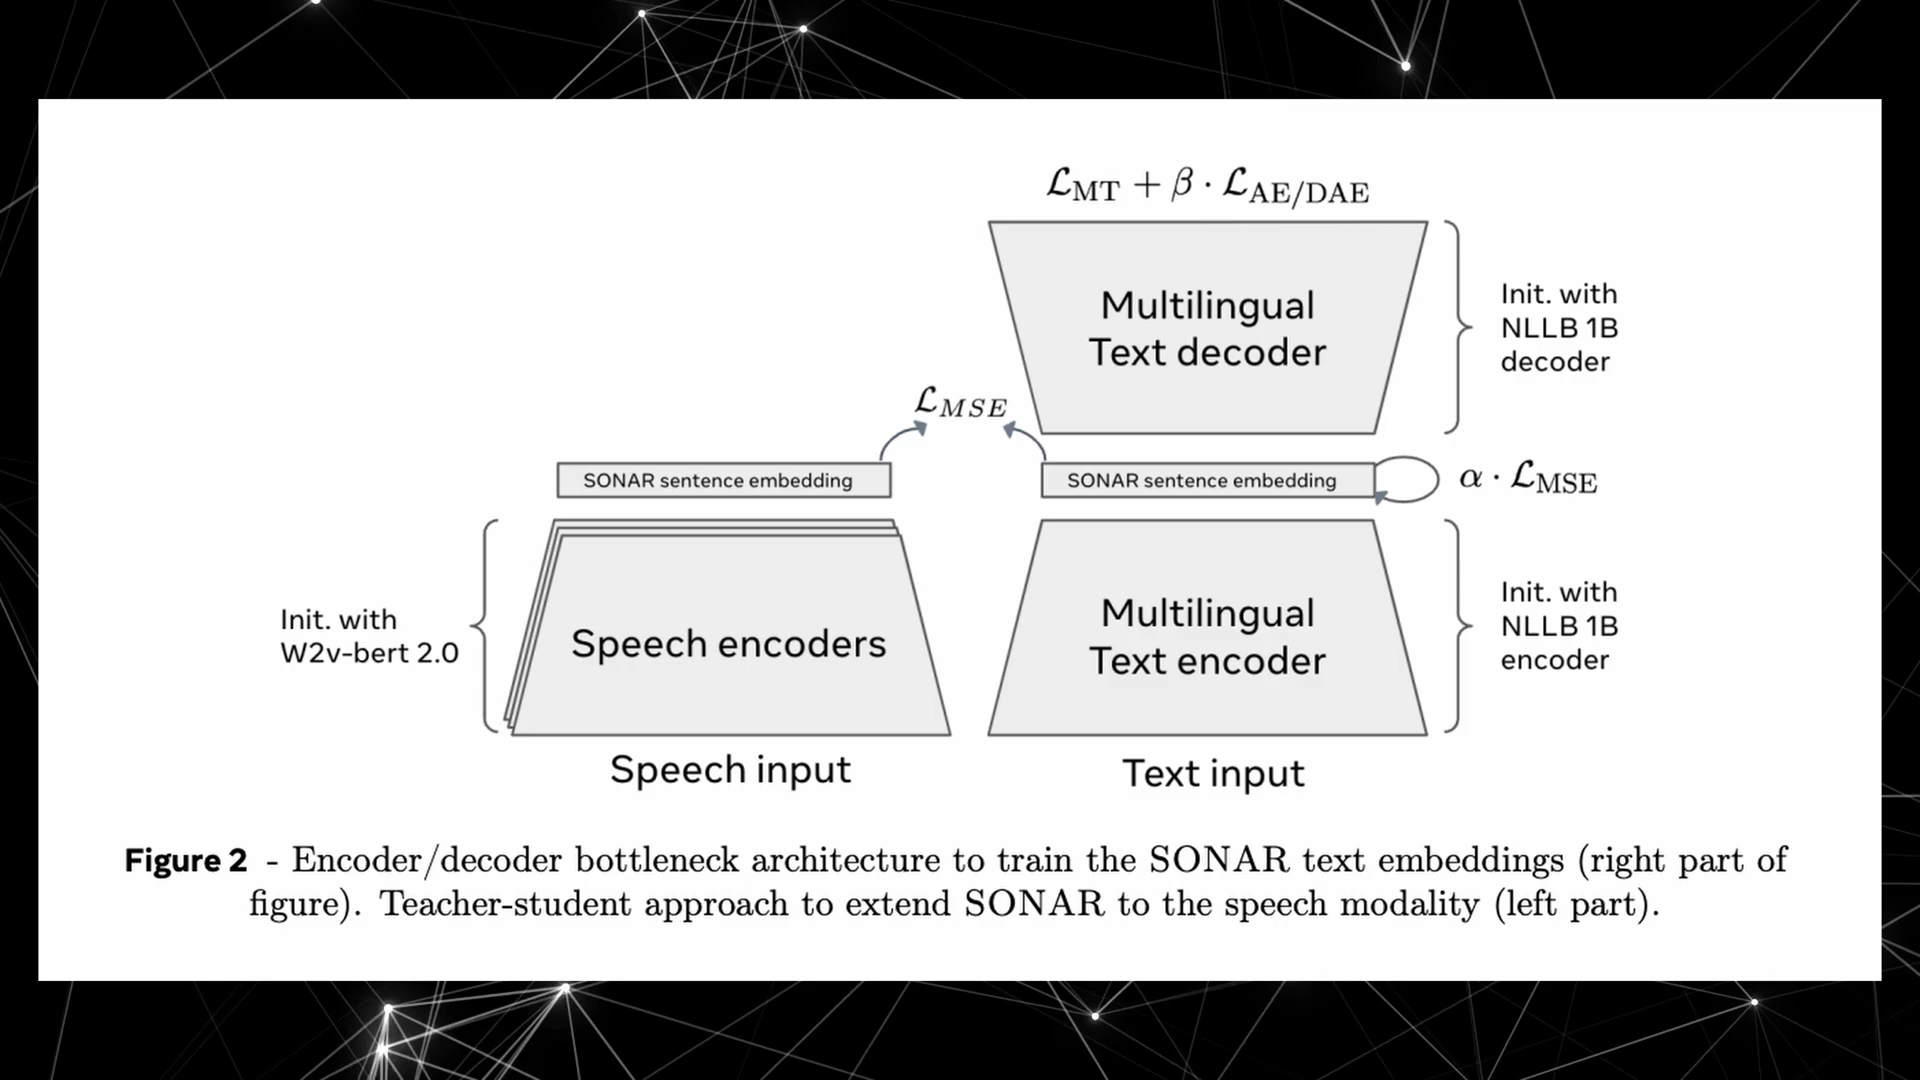 ℒMT + β · ℒAE/DAE
Multilingual
Text decoder
Init. with
NLLB 1B
decoder
ℒMSE
SONAR sentence embedding
SONAR sentence embedding
α · ℒMSE
Init. with
W2v-bert 2.0
Speech encoders
Multilingual
Text encoder
Init. with
NLLB 1B
encoder
Speech input
Text input
Figure 2 - Encoder/decoder bottleneck architecture to train the SONAR text embeddings (right part of
figure). Teacher-student approach to extend SONAR to the speech modality (left part).